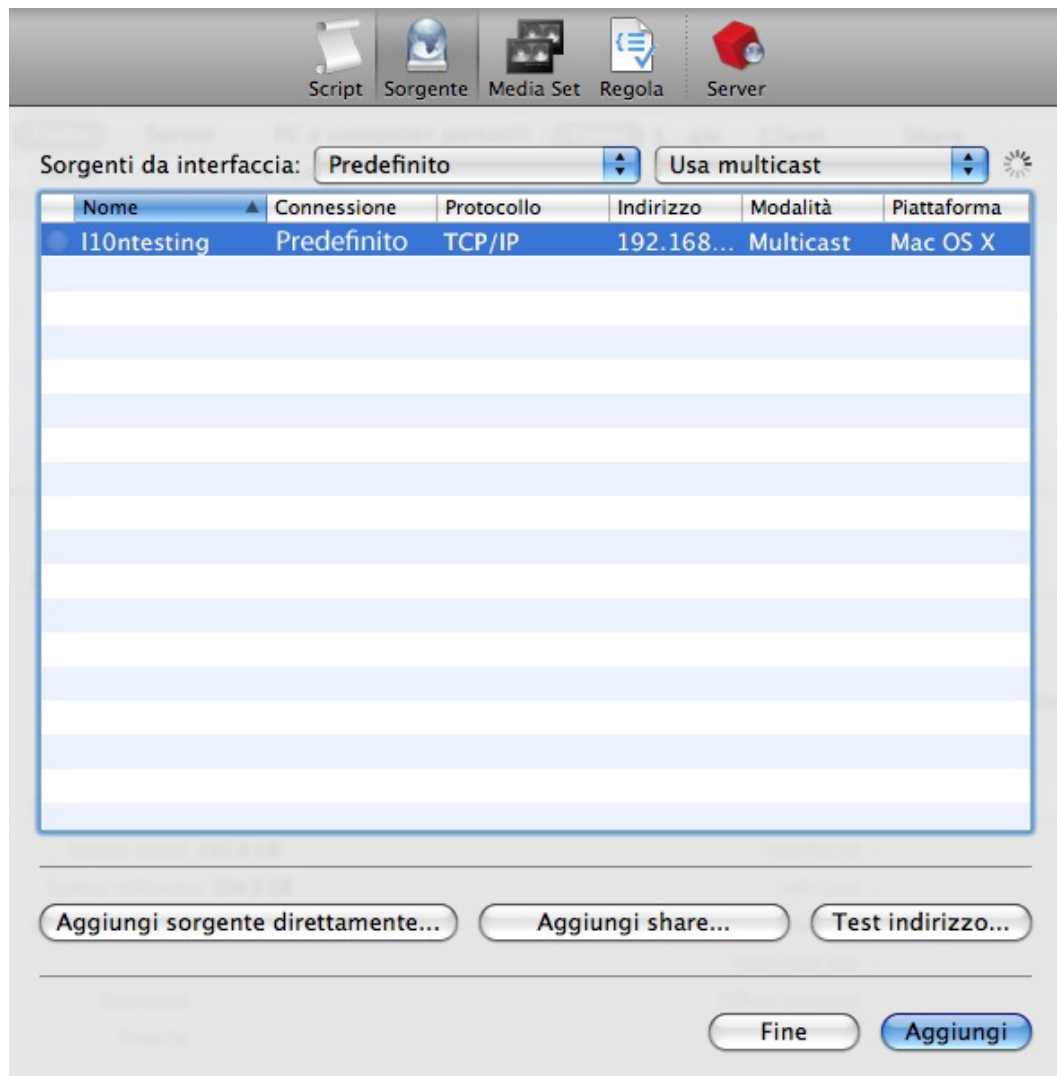 Script Sorgente Media Set Regola Server
Sorgenti da interfaccia: Predefinito Usa multicast
Nome Connessione Protocollo Indirizzo Modalità Piattaforma
l10ntesting Predefinito TCP/IP 192.168... Multicast Mac OS X
Aggiungi sorgente direttamente... Aggiungi share... Test indirizzo...
Fine Aggiungi